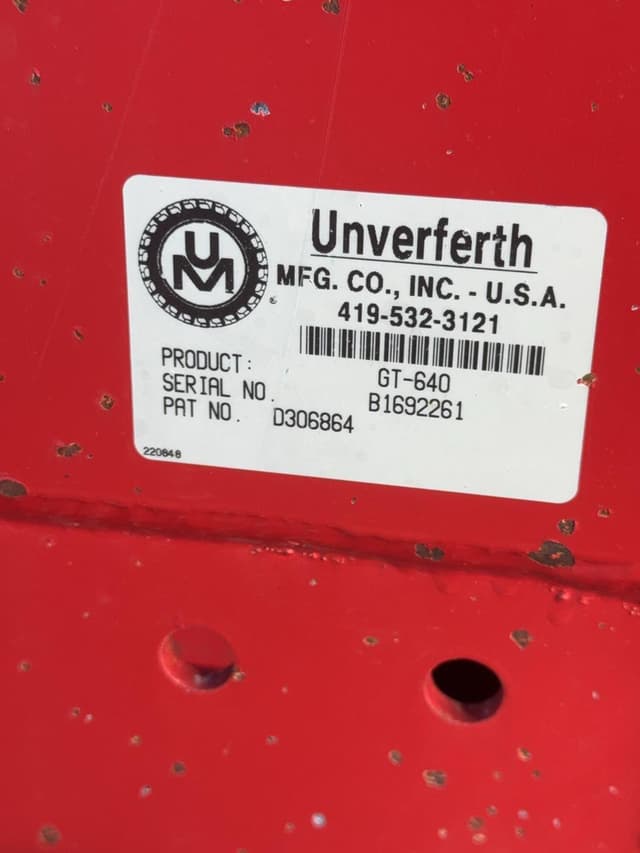 UM
Unverferth
MFG. CO., INC. - U.S.A.
419-532-3121
PRODUCT: GT-640
SERIAL NO. B1692261
PAT NO. D306864
220848